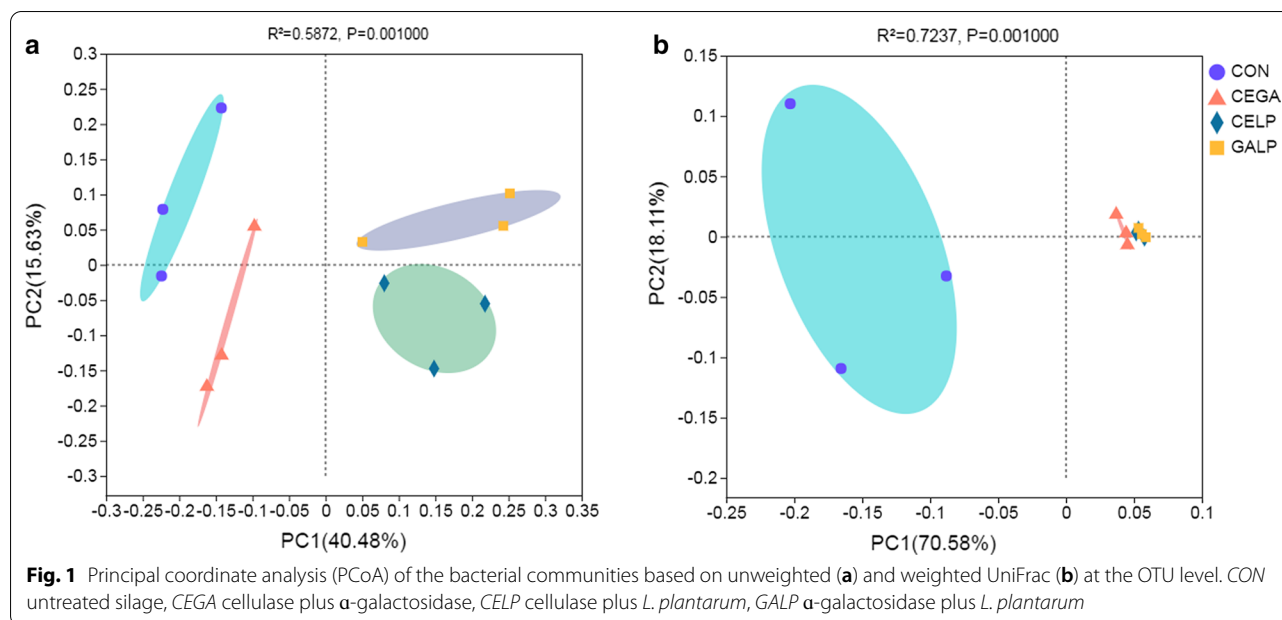 a
R²=0.5872, P=0.001000
0.3
0.25
0.2
0.15
0.1
0.05
0
-0.05
-0.1
-0.15
-0.2
-0.25
-0.3
PC2(15.63%)
-0.3 -0.25 -0.2 -0.15 -0.1 -0.05 0 0.05 0.1 0.15 0.2 0.25 0.3 0.35
PC1(40.48%)
b
R²=0.7237, P=0.001000
0.15
0.1
0.05
0
-0.05
-0.1
-0.15
-0.2
PC2(18.11%)
-0.25 -0.2 -0.15 -0.1 -0.05 0 0.05 0.1
PC1(70.58%)
CON
CEGA
CELP
GALP
Fig. 1 Principal coordinate analysis (PCoA) of the bacterial communities based on unweighted (a) and weighted UniFrac (b) at the OTU level. CON
untreated silage, CEGA cellulase plus ɑ-galactosidase, CELP cellulase plus L. plantarum, GALP ɑ-galactosidase plus L. plantarum